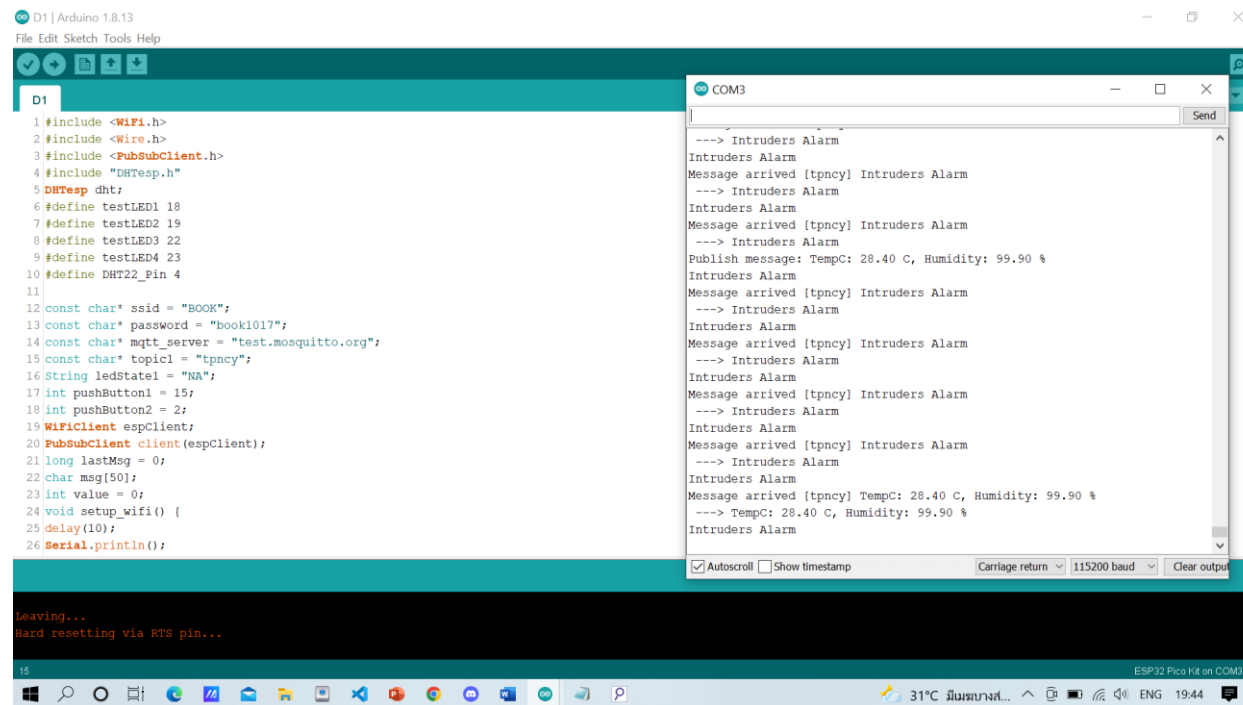 D1 | Arduino 1.8.13
File Edit Sketch Tools Help
D1
1 #include <WiFi.h>
2 #include <Wire.h>
3 #include <PubSubClient.h>
4 #include "DHTesp.h"
5 DHTesp dht;
6 #define testLED1 18
7 #define testLED2 19
8 #define testLED3 22
9 #define testLED4 23
10 #define DHT22_Pin 4
11
12 const char* ssid = "BOOK";
13 const char* password = "book1017";
14 const char* mqtt_server = "test.mosquitto.org";
15 const char* topic1 = "tpncy";
16 String ledState1 = "NA";
17 int pushButton1 = 15;
18 int pushButton2 = 2;
19 WiFiClient espClient;
20 PubSubClient client(espClient);
21 long lastMsg = 0;
22 char msg[50];
23 int value = 0;
24 void setup_wifi() {
25 delay(10);
26 Serial.println();
COM3
Send
---> Intruders Alarm
Intruders Alarm
Message arrived [tpncy] Intruders Alarm
---> Intruders Alarm
Intruders Alarm
Message arrived [tpncy] Intruders Alarm
---> Intruders Alarm
Publish message: TempC: 28.40 C, Humidity: 99.90 %
Intruders Alarm
Message arrived [tpncy] Intruders Alarm
---> Intruders Alarm
Intruders Alarm
Message arrived [tpncy] Intruders Alarm
---> Intruders Alarm
Intruders Alarm
Message arrived [tpncy] Intruders Alarm
---> Intruders Alarm
Intruders Alarm
Message arrived [tpncy] Intruders Alarm
---> Intruders Alarm
Intruders Alarm
Message arrived [tpncy] TempC: 28.40 C, Humidity: 99.90 %
---> TempC: 28.40 C, Humidity: 99.90 %
Intruders Alarm
Autoscroll Show timestamp Carriage return 115200 baud Clear output
Leaving...
Hard resetting via RTS pin...
15 ESP32 Pico Kit on COM3
31°C มีเมฆบางส่... ENG 19:44